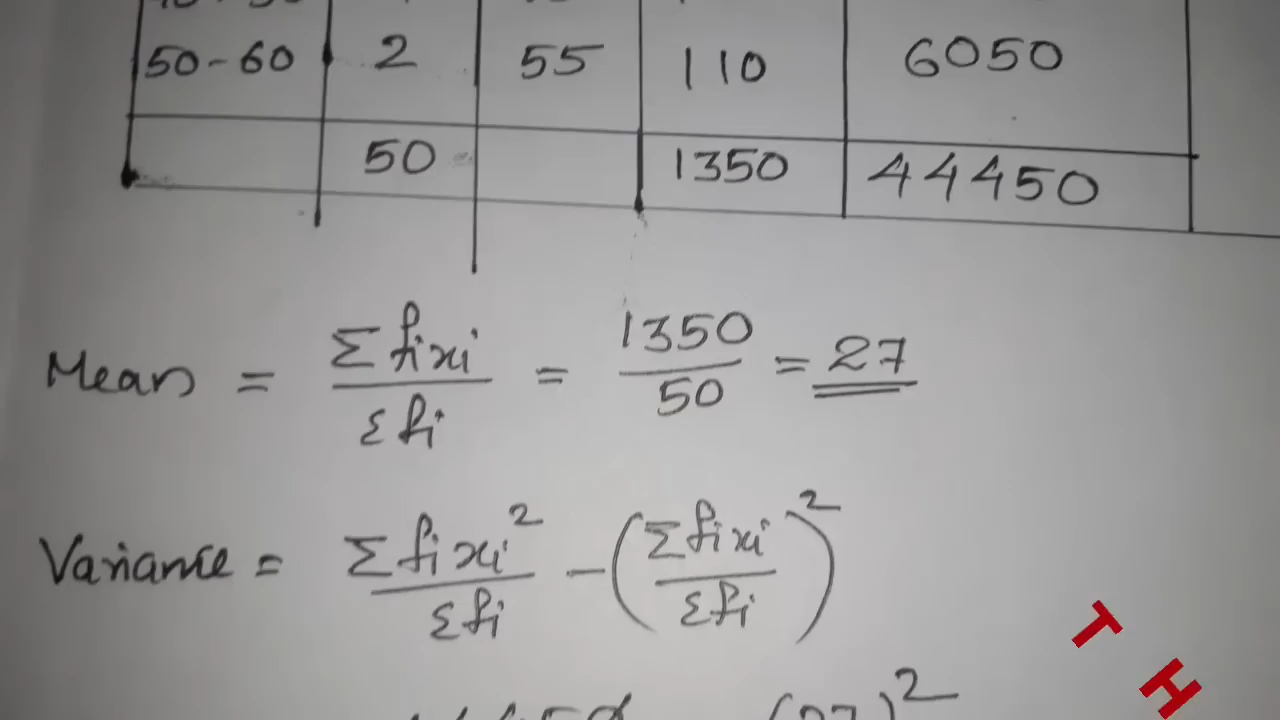 50-60 2 55 110 6050
50 1350 44450
Mean = Σfixi / Σfi = 1350 / 50 = 27
Variance = Σfixi² / Σfi - (Σfixi / Σfi)²
T
H